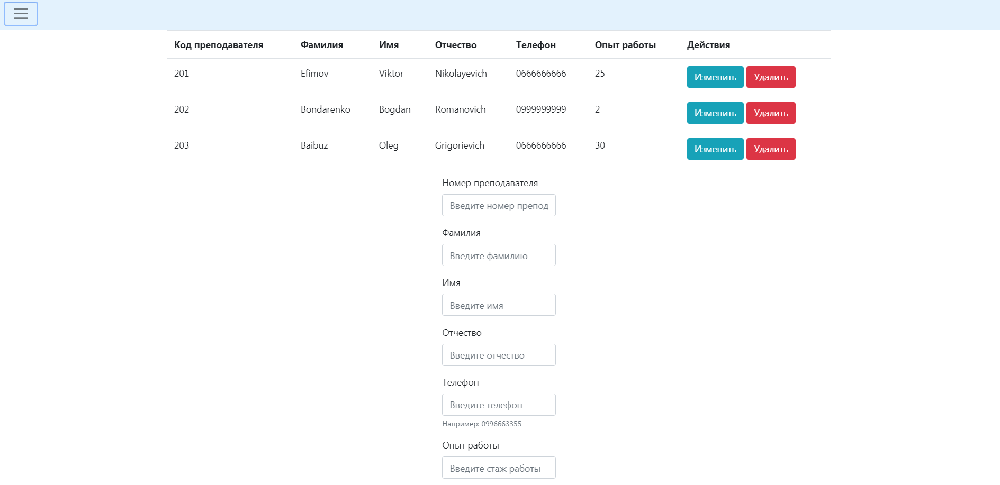 Код преподавателя Фамилия Имя Отчество Телефон Опыт работы Действия
201 Efimov Viktor Nikolayevich 0666666666 25 Изменить Удалить
202 Bondarenko Bogdan Romanovich 0999999999 2 Изменить Удалить
203 Baibuz Oleg Grigorievich 0666666666 30 Изменить Удалить
Номер преподавателя
Введите номер препод
Фамилия
Введите фамилию
Имя
Введите имя
Отчество
Введите отчество
Телефон
Введите телефон
Например: 0996663355
Опыт работы
Введите стаж работы